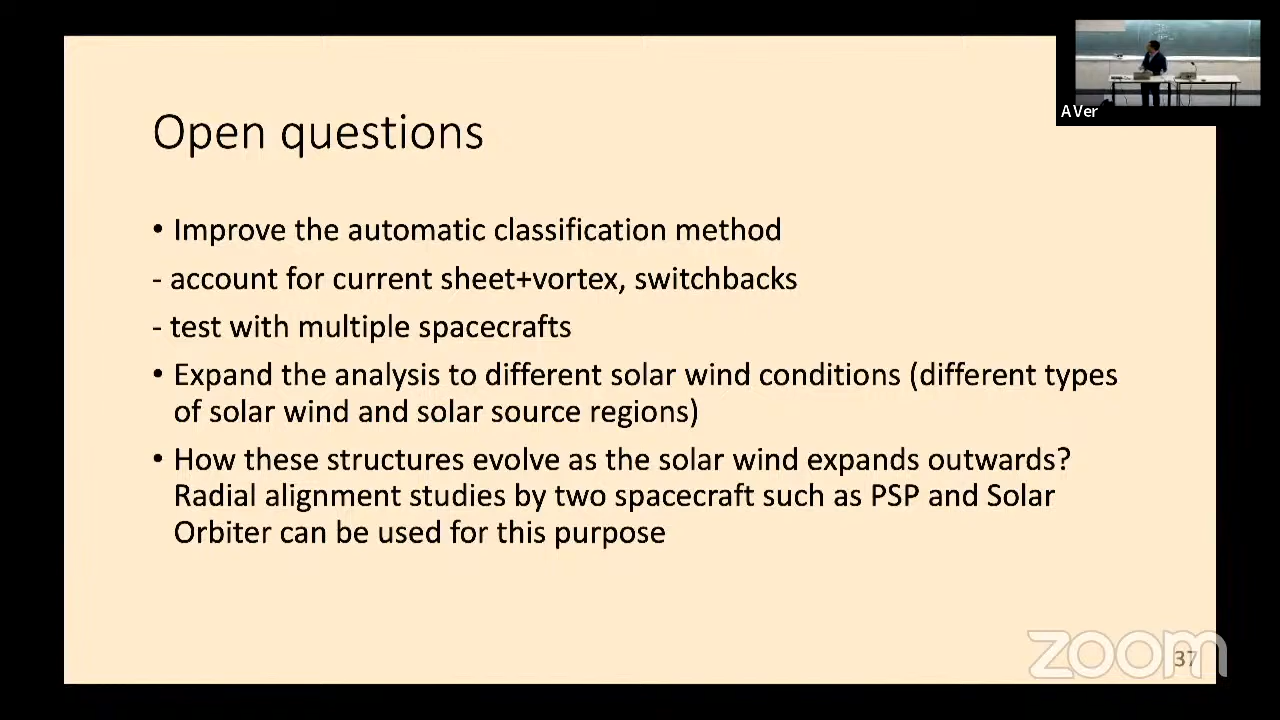 A Ver
Open questions
• Improve the automatic classification method
- account for current sheet+vortex, switchbacks
- test with multiple spacecrafts
• Expand the analysis to different solar wind conditions (different types
of solar wind and solar source regions)
• How these structures evolve as the solar wind expands outwards?
Radial alignment studies by two spacecraft such as PSP and Solar
Orbiter can be used for this purpose
zoom
37